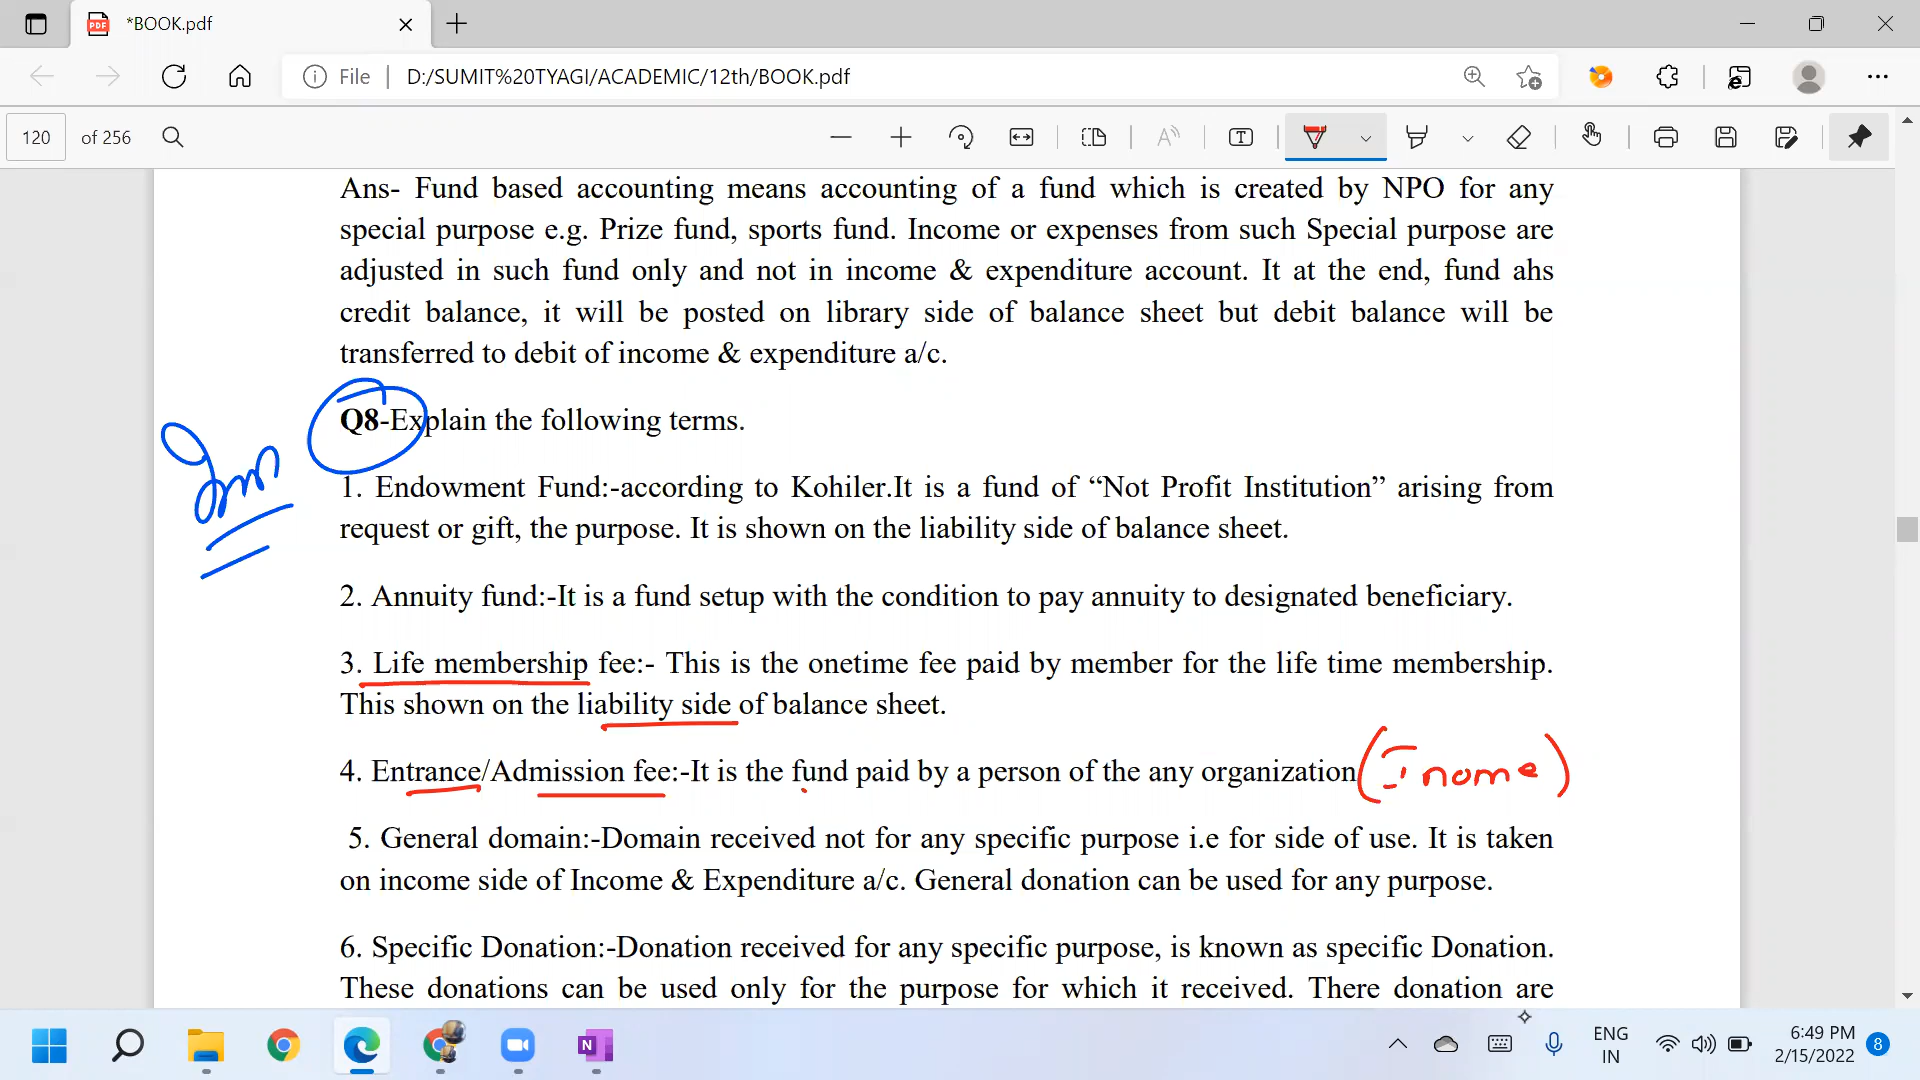 *BOOK.pdf
File
D:/SUMIT%20TYAGI/ACADEMIC/12th/BOOK.pdf
120 of 256
Ans- Fund based accounting means accounting of a fund which is created by NPO for any
special purpose e.g. Prize fund, sports fund. Income or expenses from such Special purpose are
adjusted in such fund only and not in income & expenditure account. It at the end, fund ahs
credit balance, it will be posted on library side of balance sheet but debit balance will be
transferred to debit of income & expenditure a/c.
Q8-Explain the following terms.
1. Endowment Fund:-according to Kohiler.It is a fund of “Not Profit Institution” arising from
request or gift, the purpose. It is shown on the liability side of balance sheet.
2. Annuity fund:-It is a fund setup with the condition to pay annuity to designated beneficiary.
3. Life membership fee:- This is the onetime fee paid by member for the life time membership.
This shown on the liability side of balance sheet.
4. Entrance/Admission fee:-It is the fund paid by a person of the any organization (Inome)
5. General domain:-Domain received not for any specific purpose i.e for side of use. It is taken
on income side of Income & Expenditure a/c. General donation can be used for any purpose.
6. Specific Donation:-Donation received for any specific purpose, is known as specific Donation.
These donations can be used only for the purpose for which it received. There donation are
ENG
IN
6:49 PM
2/15/2022
8